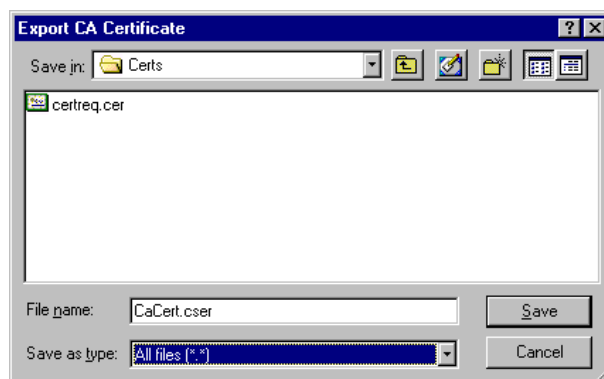 Export CA Certificate
Save in: Certs
certreq.cer
File name: CaCert.cser Save
Save as type: All files (*.*) Cancel